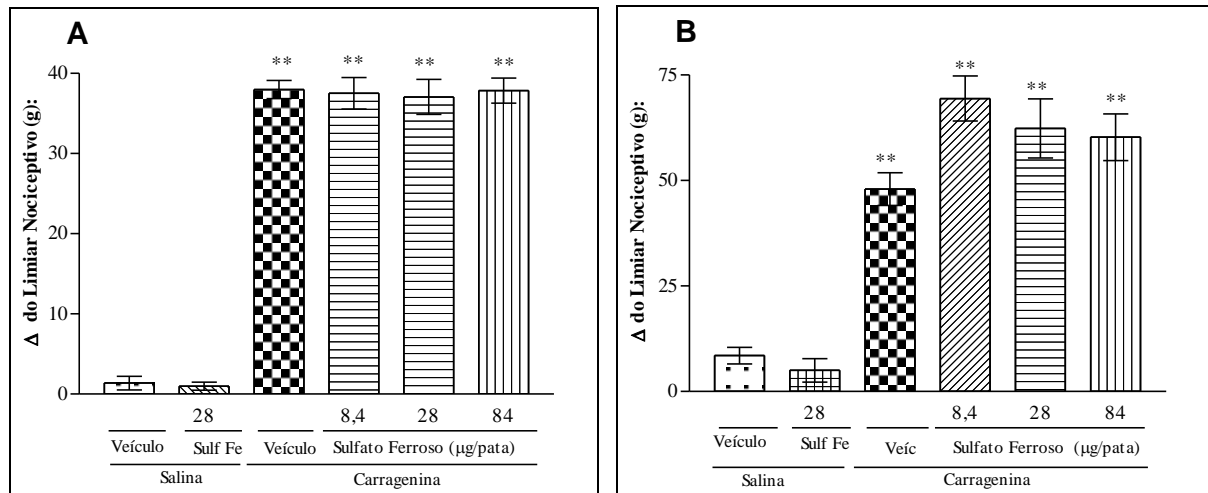 A
Δ do Limiar Nociceptivo (g):
40
30
20
10
0
** ** ** **
28 8,4 28 84
Veículo Sulf Fe Veículo Sulfato Ferroso (µg/pata)
Salina Carragenina
B
Δ do Limiar Nociceptivo (g):
75
50
25
0
** ** ** **
28 8,4 28 84
Veículo Sulf Fe Veíc Sulfato Ferroso (µg/pata)
Salina Carragenina